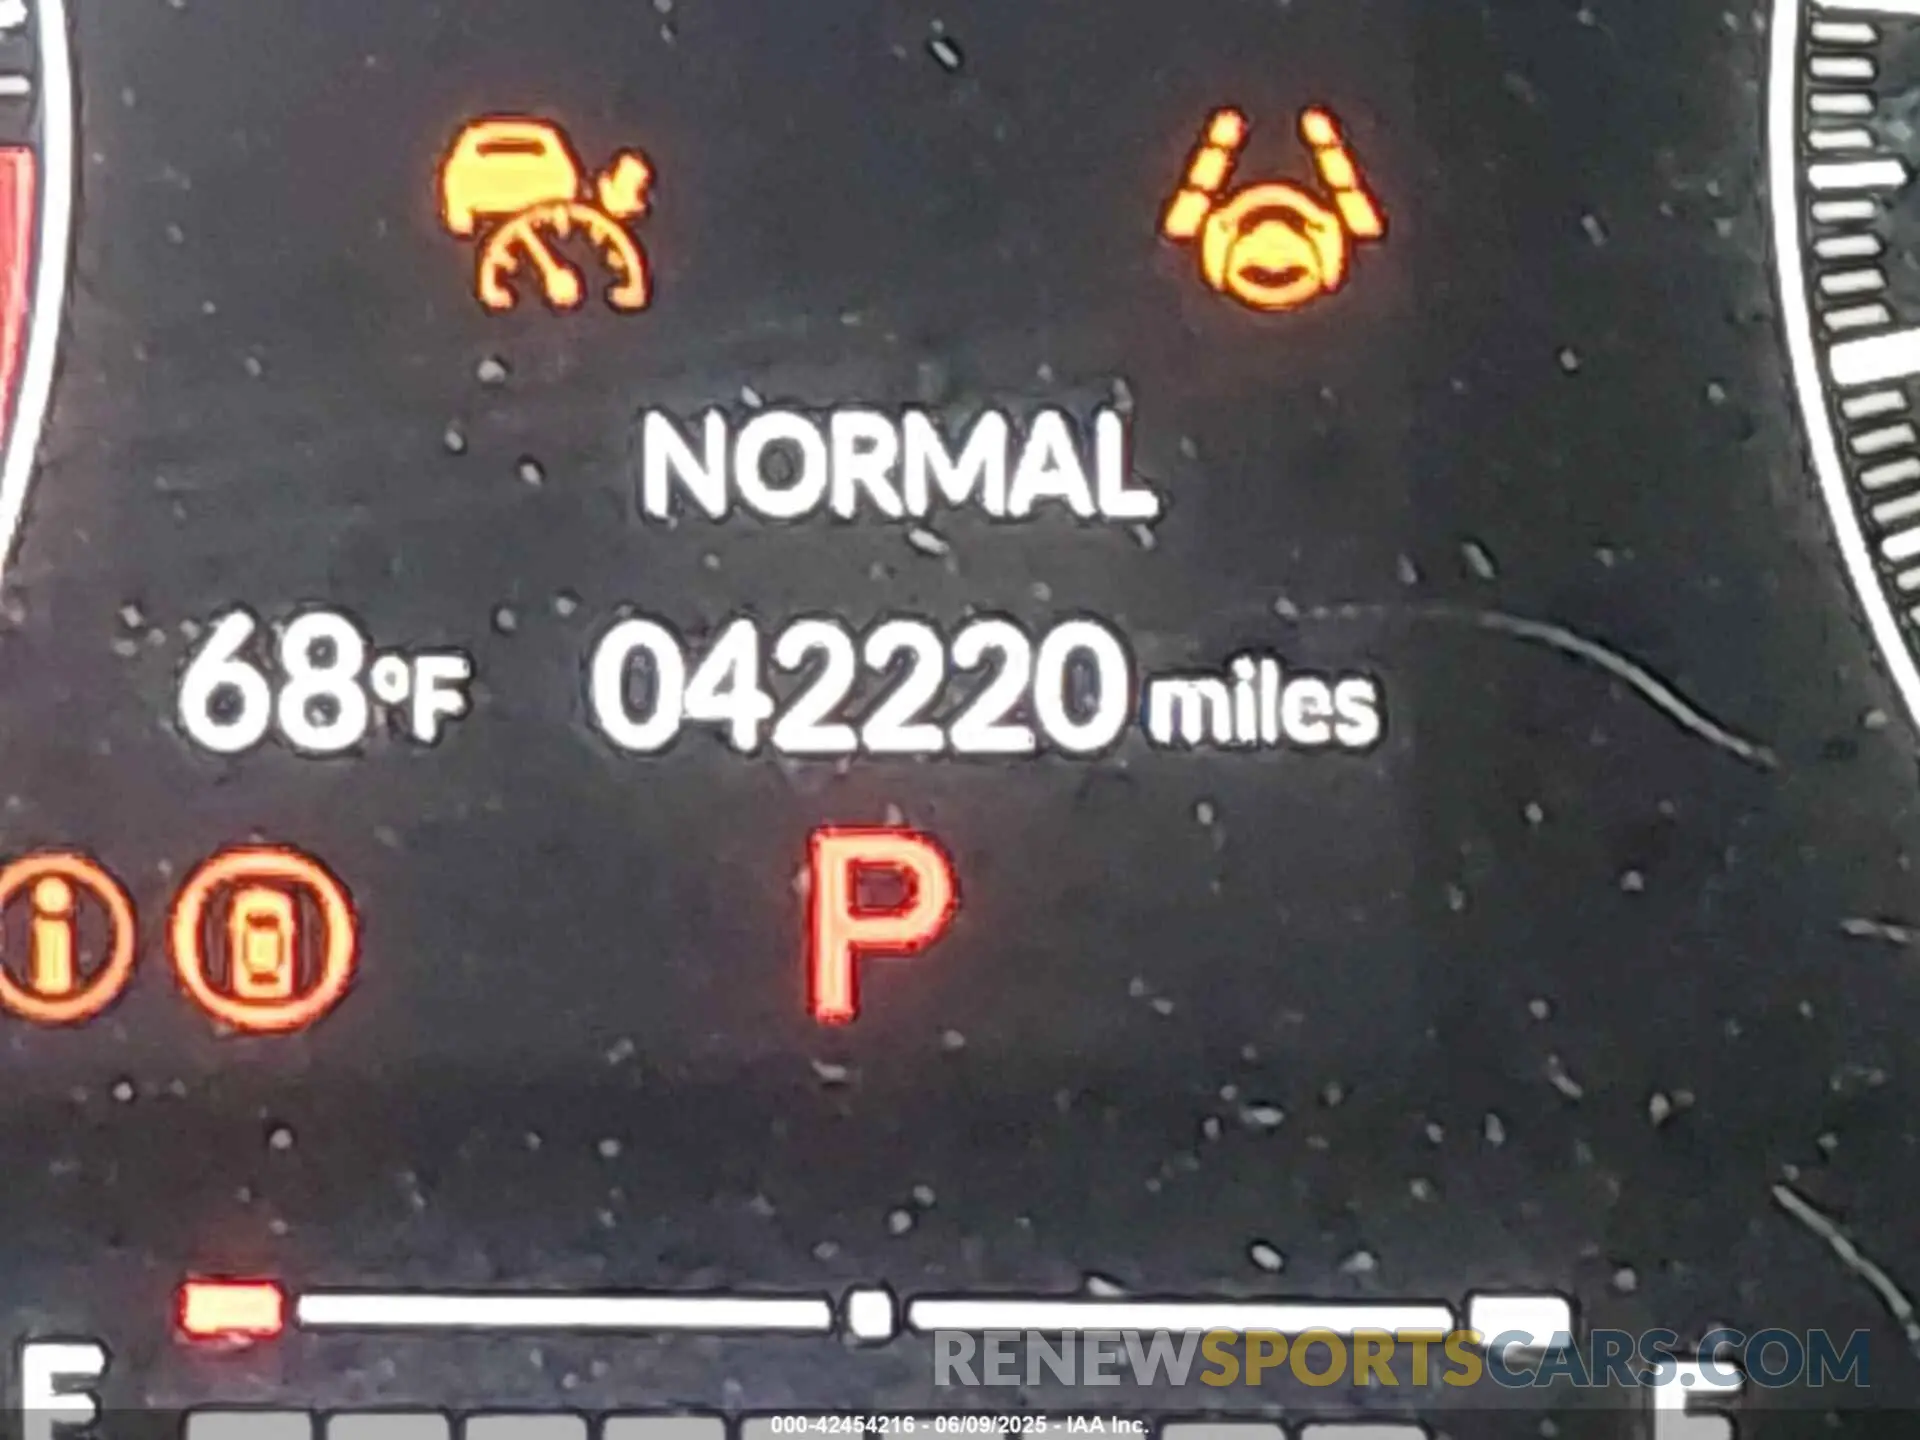 NORMAL
68°F 042220 miles
P
E F
RENEWSPORTSCARS.COM
000-42454216 - 06/09/2025 - IAA Inc.